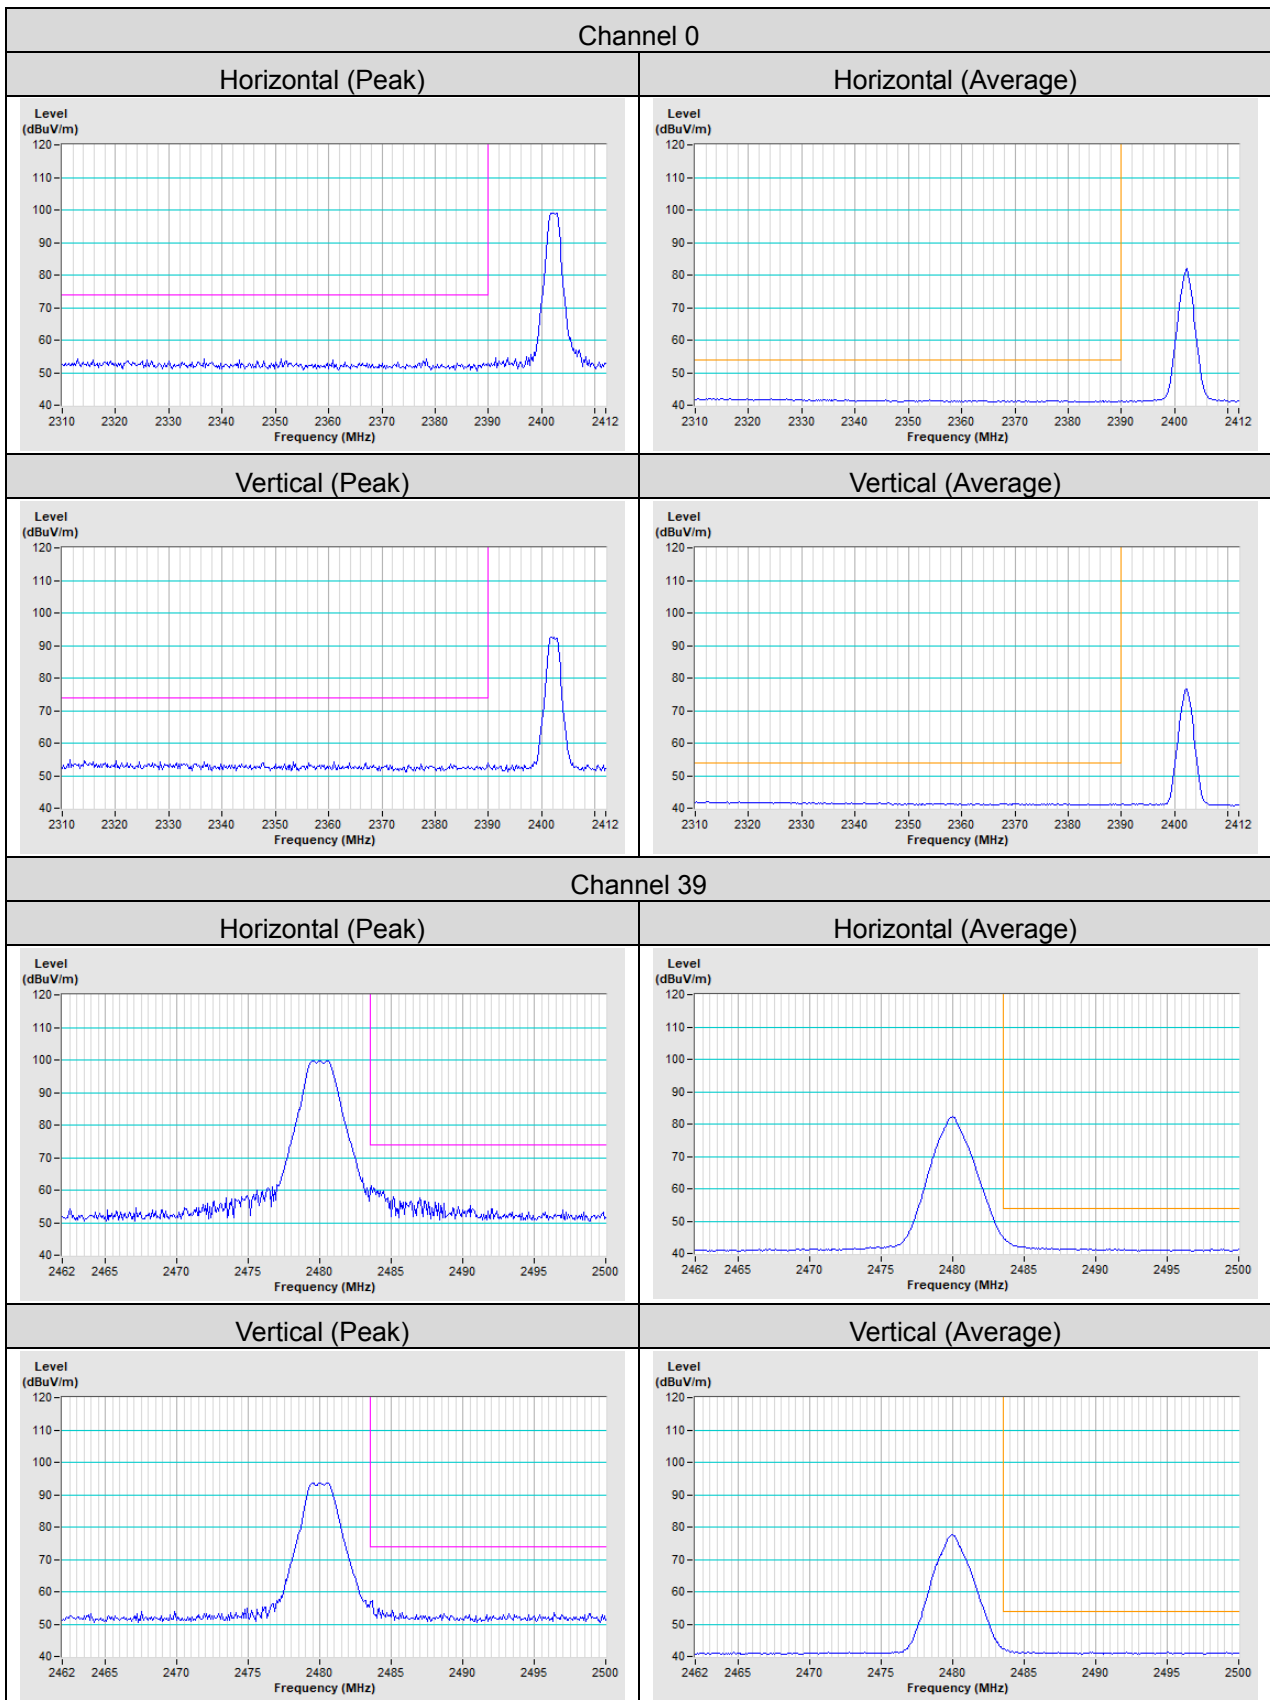 Channel 0
Horizontal (Peak)
Horizontal (Average)
Level
(dBuV/m)
120
110
100
90
80
70
60
50
40
2310 2320 2330 2340 2350 2360 2370 2380 2390 2400 2412
Frequency (MHz)
Level
(dBuV/m)
120
110
100
90
80
70
60
50
40
2310 2320 2330 2340 2350 2360 2370 2380 2390 2400 2412
Frequency (MHz)
Vertical (Peak)
Vertical (Average)
Level
(dBuV/m)
120
110
100
90
80
70
60
50
40
2310 2320 2330 2340 2350 2360 2370 2380 2390 2400 2412
Frequency (MHz)
Level
(dBuV/m)
120
110
100
90
80
70
60
50
40
2310 2320 2330 2340 2350 2360 2370 2380 2390 2400 2412
Frequency (MHz)
Channel 39
Horizontal (Peak)
Horizontal (Average)
Level
(dBuV/m)
120
110
100
90
80
70
60
50
40
2462 2465 2470 2475 2480 2485 2490 2495 2500
Frequency (MHz)
Level
(dBuV/m)
120
110
100
90
80
70
60
50
40
2462 2465 2470 2475 2480 2485 2490 2495 2500
Frequency (MHz)
Vertical (Peak)
Vertical (Average)
Level
(dBuV/m)
120
110
100
90
80
70
60
50
40
2462 2465 2470 2475 2480 2485 2490 2495 2500
Frequency (MHz)
Level
(dBuV/m)
120
110
100
90
80
70
60
50
40
2462 2465 2470 2475 2480 2485 2490 2495 2500
Frequency (MHz)